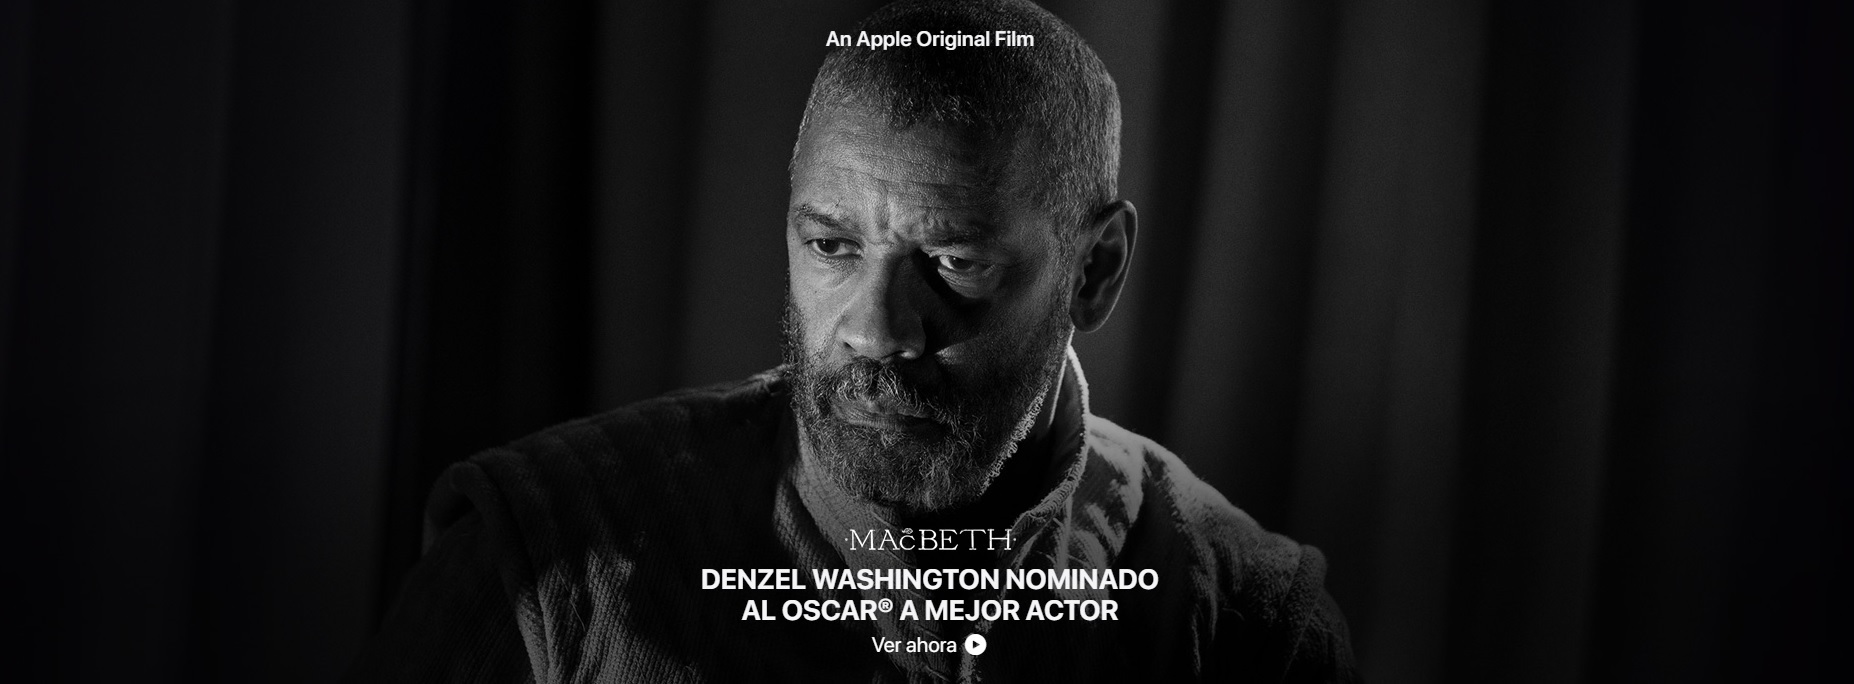 An Apple Original Film
·MACBETH·
DENZEL WASHINGTON NOMINADO
AL OSCAR® A MEJOR ACTOR
Ver ahora